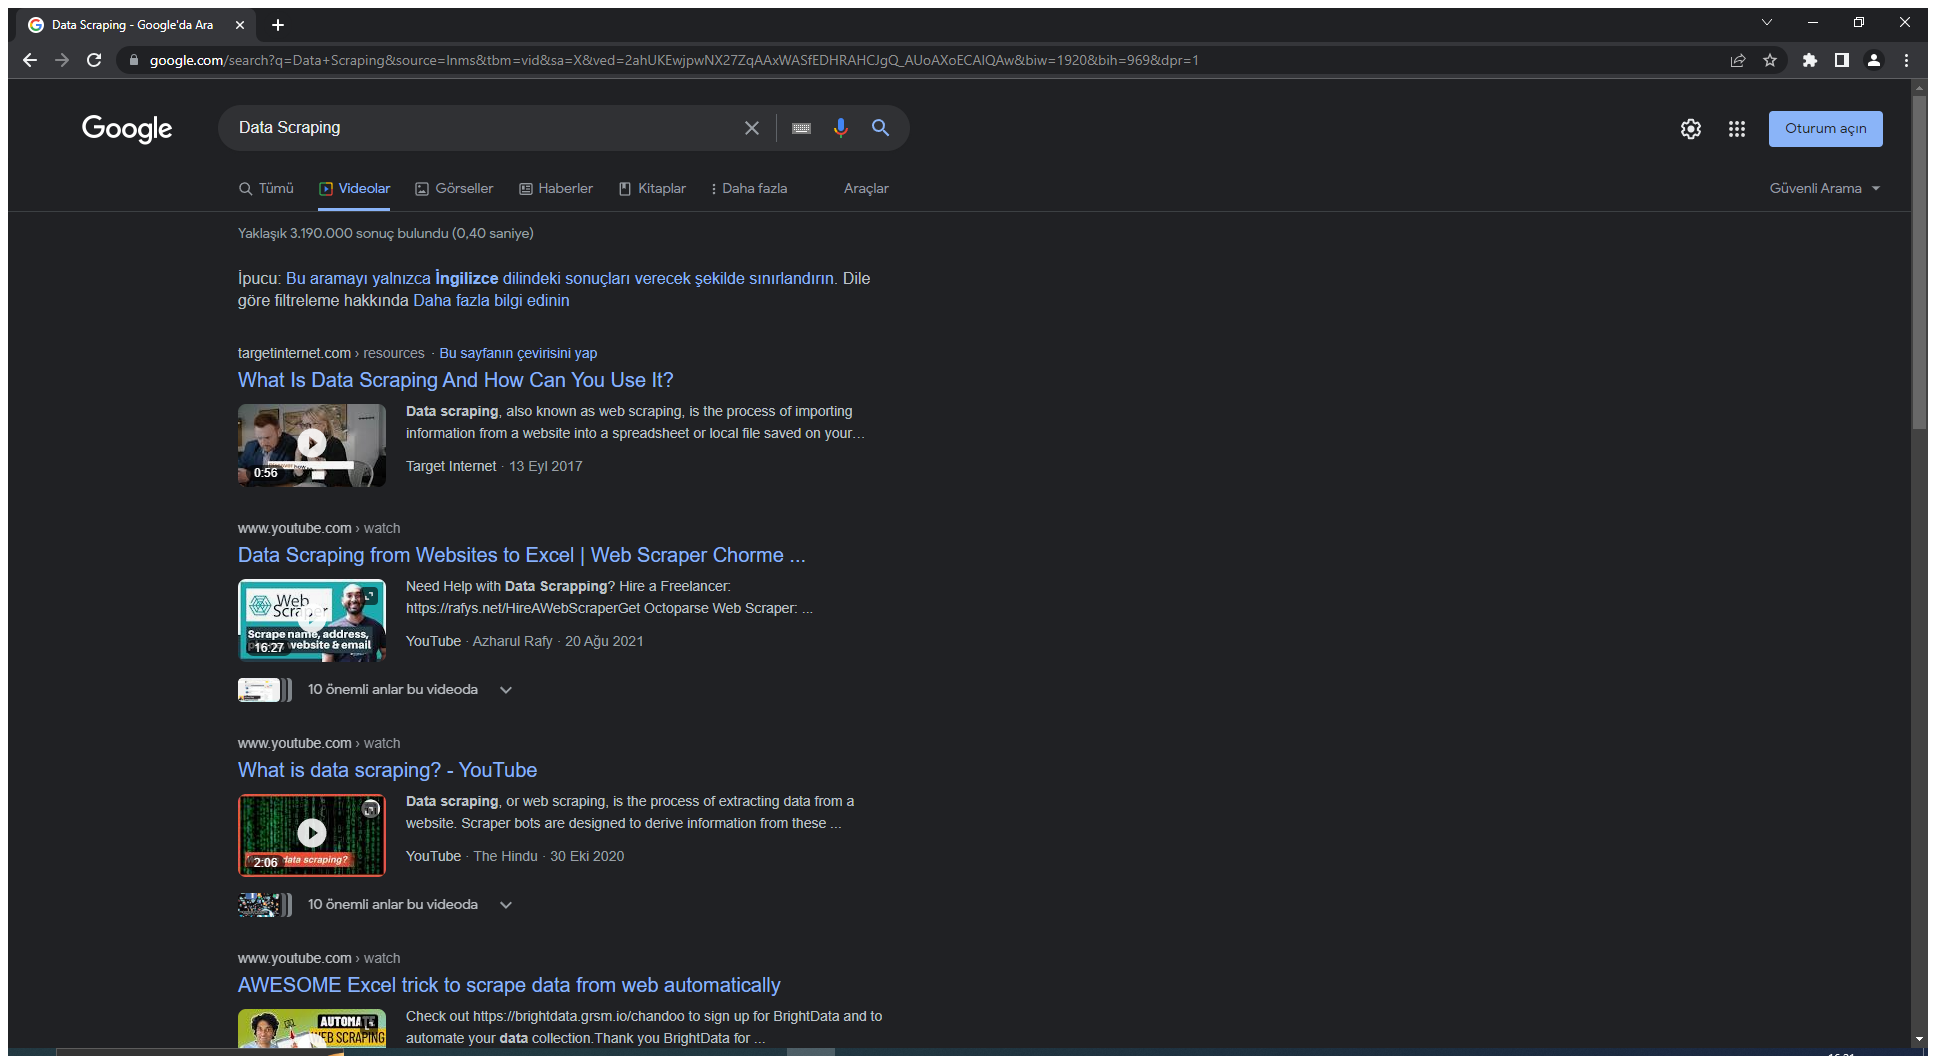 Data Scraping - Google'da Ara
google.com/search?q=Data+Scraping&source=lnms&tbm=vid&sa=X&ved=2ahUKEwjpwNX27ZqAAxWASfEDHRAHCJgQ_AUoAXoECAIQAw&biw=1920&bih=969&dpr=1
Google
Data Scraping
Oturum açın
Tümü Videolar Görseller Haberler Kitaplar Daha fazla Araçlar Güvenli Arama
Yaklaşık 3.190.000 sonuç bulundu (0,40 saniye)
İpucu: Bu aramayı yalnızca İngilizce dilindeki sonuçları verecek şekilde sınırlandırın. Dile
göre filtreleme hakkında Daha fazla bilgi edinin
targetinternet.com › resources · Bu sayfanın çevirisini yap
What Is Data Scraping And How Can You Use It?
Data scraping, also known as web scraping, is the process of importing
information from a website into a spreadsheet or local file saved on your...
0:56
Target Internet · 13 Eyl 2017
www.youtube.com › watch
Data Scraping from Websites to Excel | Web Scraper Chorme ...
Need Help with Data Scrapping? Hire a Freelancer:
https://rafys.net/HireAWebScraperGet Octoparse Web Scraper: ...
Web
Scraper
Scrape name, address,
website & email
16:27
YouTube · Azharul Rafy · 20 Ağu 2021
10 önemli anlar bu videoda
www.youtube.com › watch
What is data scraping? - YouTube
Data scraping, or web scraping, is the process of extracting data from a
website. Scraper bots are designed to derive information from these ...
data scraping?
2:06
YouTube · The Hindu · 30 Eki 2020
10 önemli anlar bu videoda
www.youtube.com › watch
AWESOME Excel trick to scrape data from web automatically
Check out https://brightdata.grsm.io/chandoo to sign up for BrightData and to
automate your data collection.Thank you BrightData for ...
AUTOMATE
WEB SCRAPING